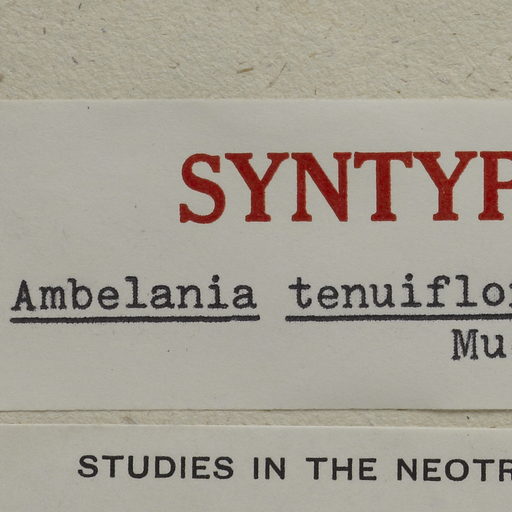 SYNTYP
Ambelania tenuiflo
Mu
STUDIES IN THE NEOTR